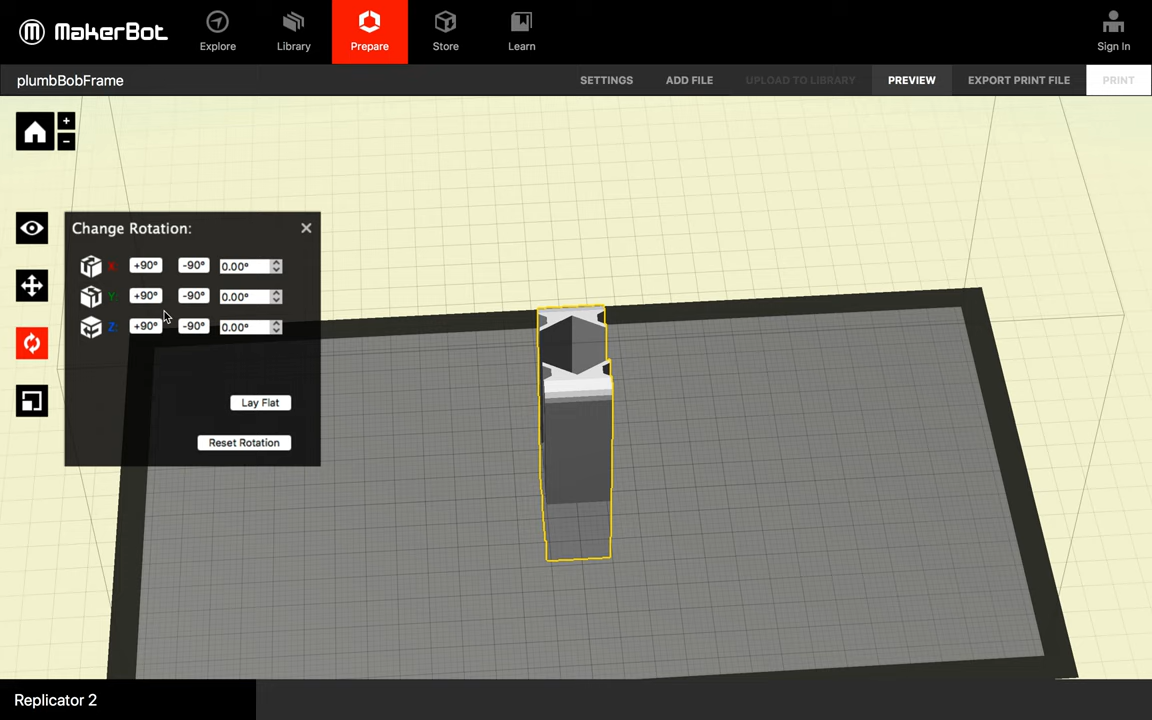 MakerBot
Explore
Library
Prepare
Store
Learn
Sign In
plumbBobFrame
SETTINGS
ADD FILE
UPLOAD TO LIBRARY
PREVIEW
EXPORT PRINT FILE
PRINT
+
−
Change Rotation:
X: +90° -90° 0.00°
Y: +90° -90° 0.00°
Z: +90° -90° 0.00°
Lay Flat
Reset Rotation
Replicator 2